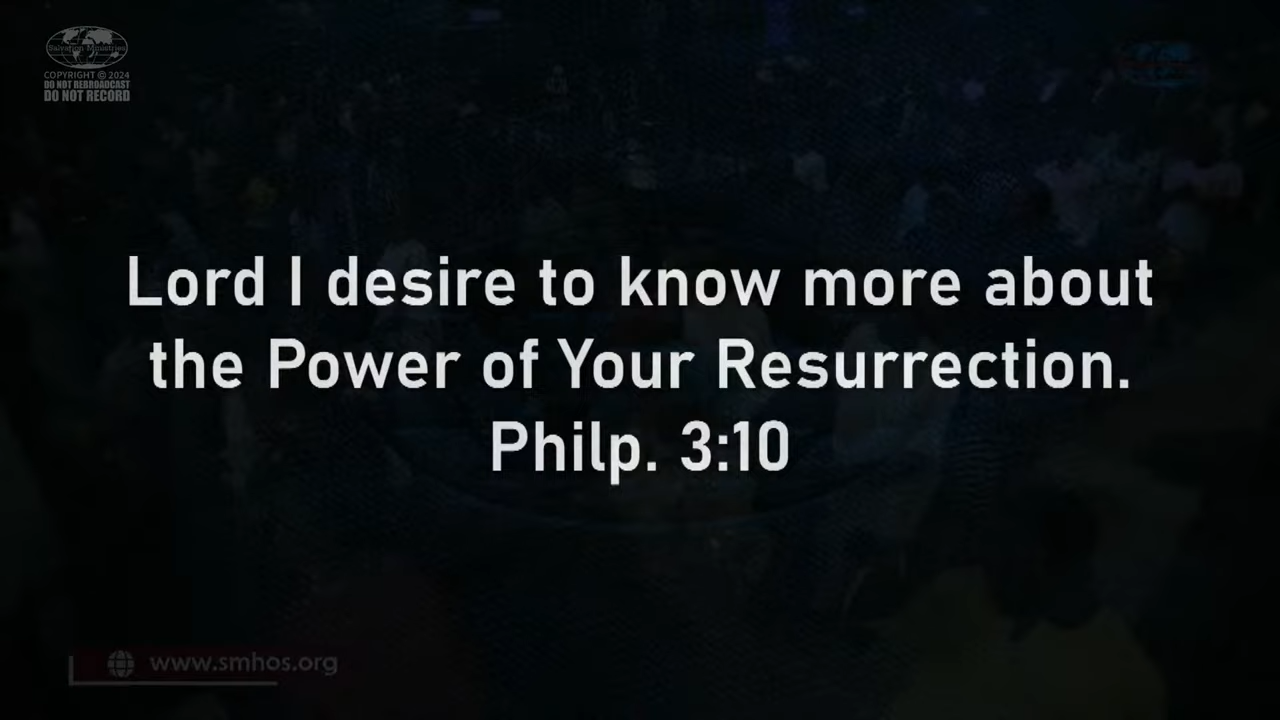 Salvation Ministries
COPYRIGHT © 2024
DO NOT REBROADCAST
DO NOT RECORD
Lord I desire to know more about
the Power of Your Resurrection.
Philp. 3:10
www.smhos.org